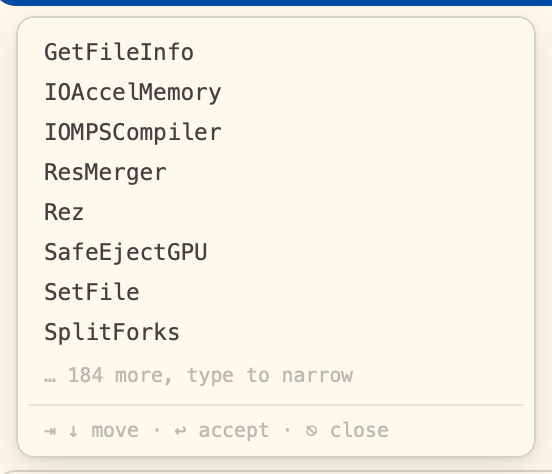 GetFileInfo
IOAccelMemory
IOMPSCompiler
ResMerger
Rez
SafeEjectGPU
SetFile
SplitForks
… 184 more, type to narrow
⇥ ↓ move · ↩ accept · ⎋ close